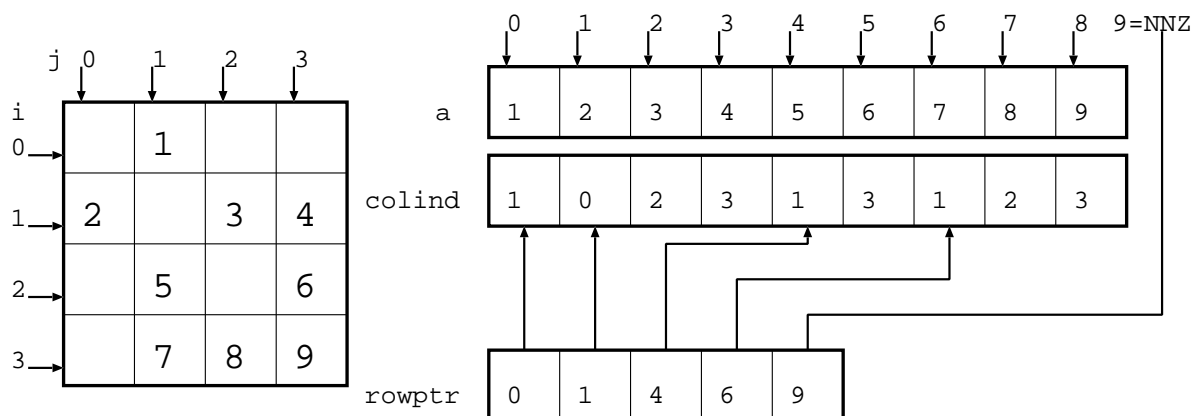 0 1 2 3 4 5 6 7 8 9=NNZ
j 0 1 2 3
i
a 1 2 3 4 5 6 7 8 9
0 1
colind 1 0 2 3 1 3 1 2 3
1 2 3 4
2 5 6
3 7 8 9
rowptr 0 1 4 6 9